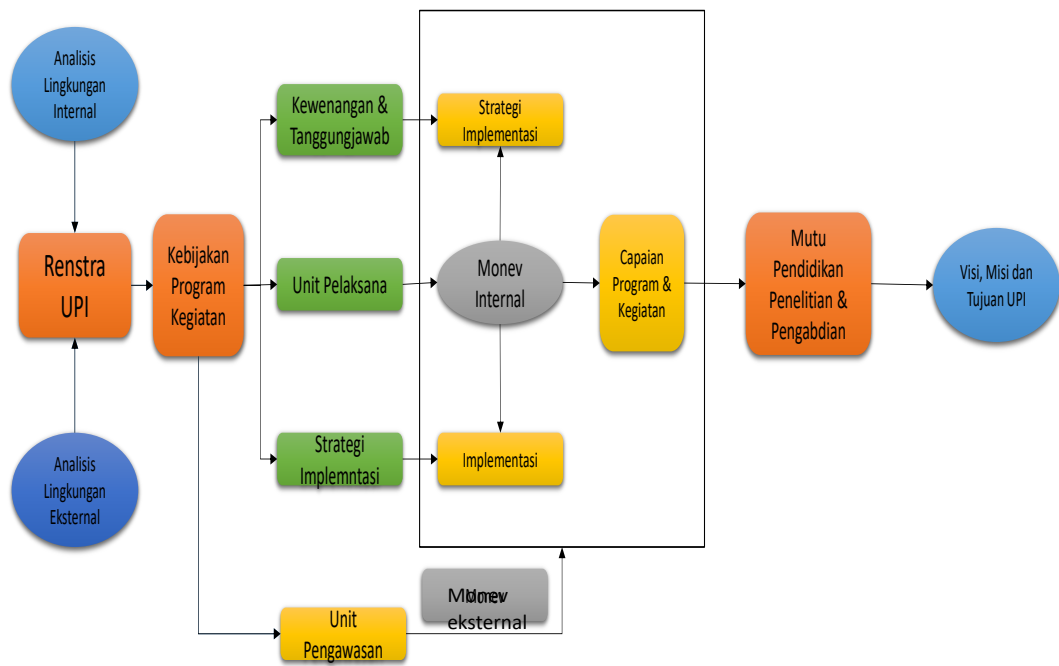 Analisis
Lingkungan
Internal
Kewenangan &
Tanggungjawab
Strategi
Implementasi
Renstra
UPI
Kebijakan
Program
Kegiatan
Unit Pelaksana
Monev
Internal
Capaian
Program &
Kegiatan
Mutu
Pendidikan
Penelitian &
Pengabdian
Visi, Misi dan
Tujuan UPI
Analisis
Lingkungan
Eksternal
Strategi
Implemntasi
Implementasi
Monev
eksternal
Unit
Pengawasan